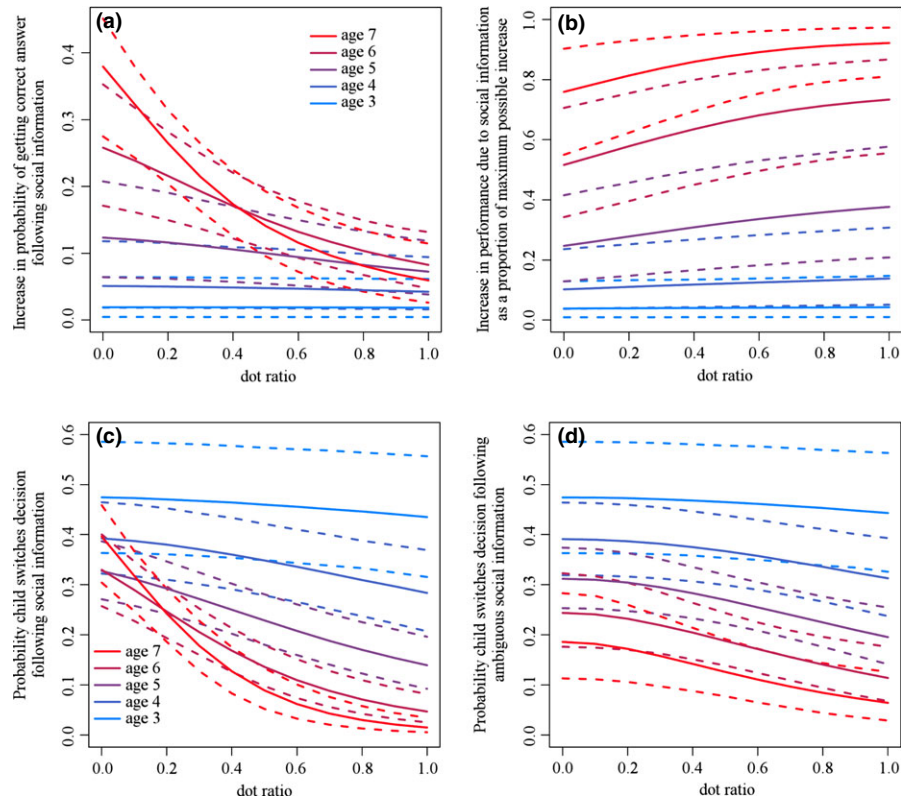 (a)
Increase in probability of getting correct answer
following social information
0.0 0.1 0.2 0.3 0.4
age 7
age 6
age 5
age 4
age 3
0.0 0.2 0.4 0.6 0.8 1.0
dot ratio
(b)
Increase in performance due to social information
as a proportion of maximum possible increase
0.0 0.2 0.4 0.6 0.8 1.0
0.0 0.2 0.4 0.6 0.8 1.0
dot ratio
(c)
Probability child switches decision
following social information
0.0 0.1 0.2 0.3 0.4 0.5 0.6
age 7
age 6
age 5
age 4
age 3
0.0 0.2 0.4 0.6 0.8 1.0
dot ratio
(d)
Probability child switches decision following
ambiguous social information
0.0 0.1 0.2 0.3 0.4 0.5 0.6
0.0 0.2 0.4 0.6 0.8 1.0
dot ratio